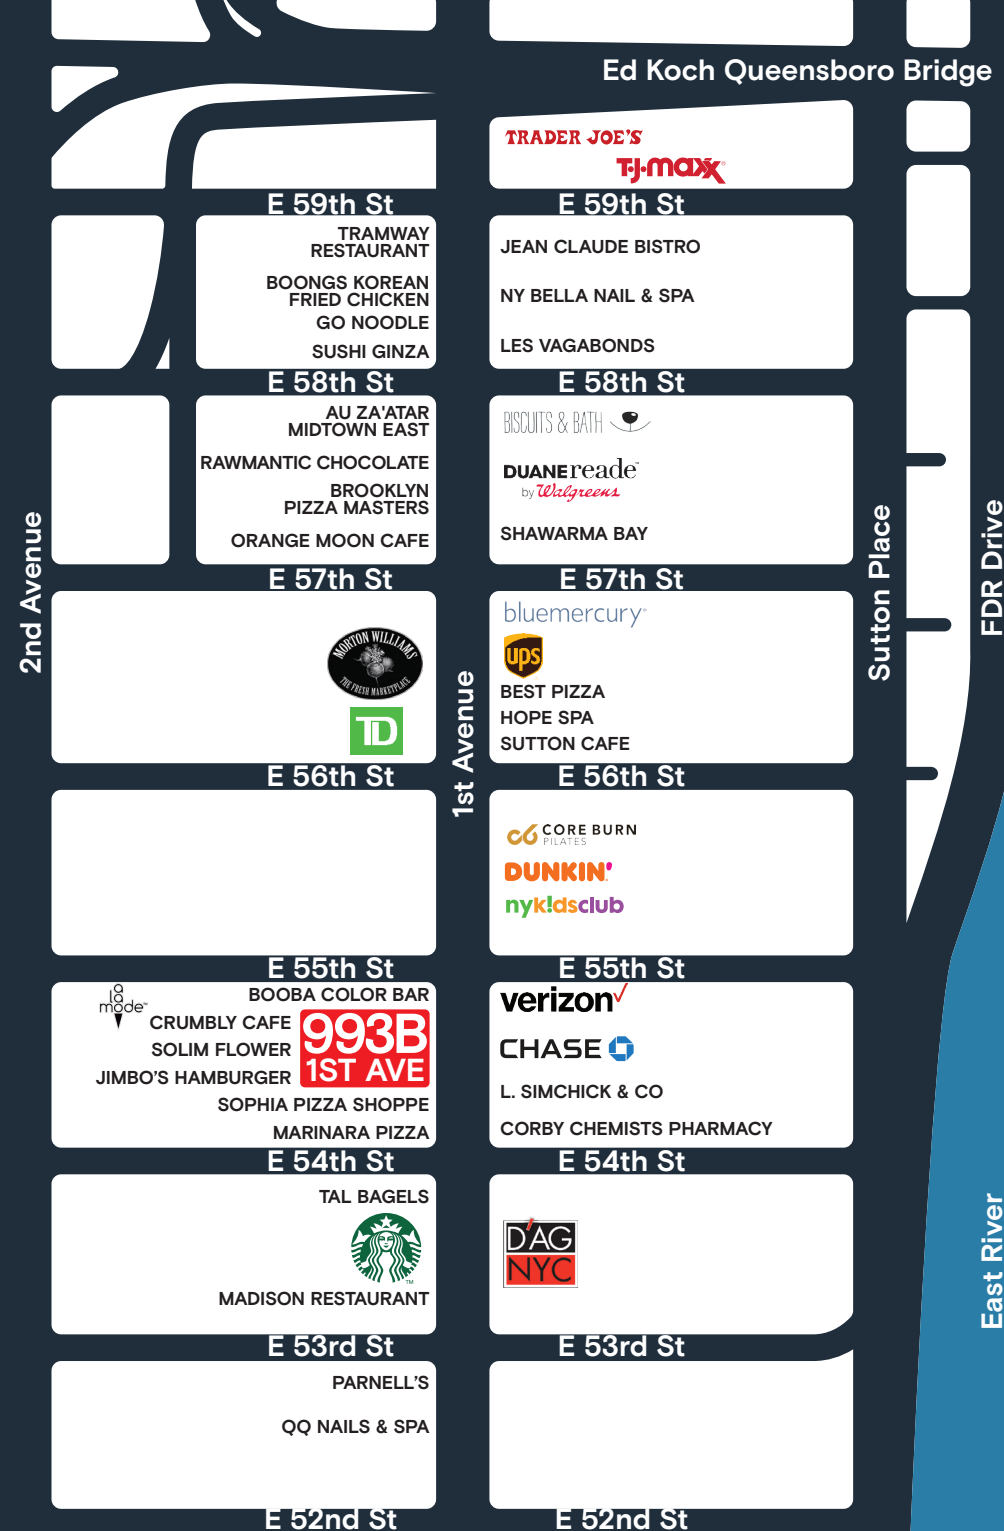 Ed Koch Queensboro Bridge
TRADER JOE'S
T·J·maxx®
E 59th St
E 59th St
TRAMWAY
RESTAURANT
BOONGS KOREAN
FRIED CHICKEN
GO NOODLE
SUSHI GINZA
JEAN CLAUDE BISTRO
NY BELLA NAIL & SPA
LES VAGABONDS
E 58th St
E 58th St
AU ZA'ATAR
MIDTOWN EAST
RAWMANTIC CHOCOLATE
BROOKLYN
PIZZA MASTERS
ORANGE MOON CAFE
BISCUITS & BATH
DUANE reade™
by Walgreens
SHAWARMA BAY
2nd Avenue
Sutton Place
FDR Drive
E 57th St
E 57th St
MORTON WILLIAMS
THE FRESH MARKETPLACE
TD
bluemercury®
ups
BEST PIZZA
HOPE SPA
SUTTON CAFE
1st Avenue
E 56th St
E 56th St
CORE BURN
PILATES
DUNKIN'
nyk!dsclub
E 55th St
E 55th St
a
la
mode™
BOOBA COLOR BAR
CRUMBLY CAFE
SOLIM FLOWER
JIMBO'S HAMBURGER
993B
1ST AVE
SOPHIA PIZZA SHOPPE
MARINARA PIZZA
verizon✓
CHASE
L. SIMCHICK & CO
CORBY CHEMISTS PHARMACY
E 54th St
E 54th St
TAL BAGELS
TM
MADISON RESTAURANT
D'AG
NYC
East River
E 53rd St
E 53rd St
PARNELL'S
QQ NAILS & SPA
E 52nd St
E 52nd St